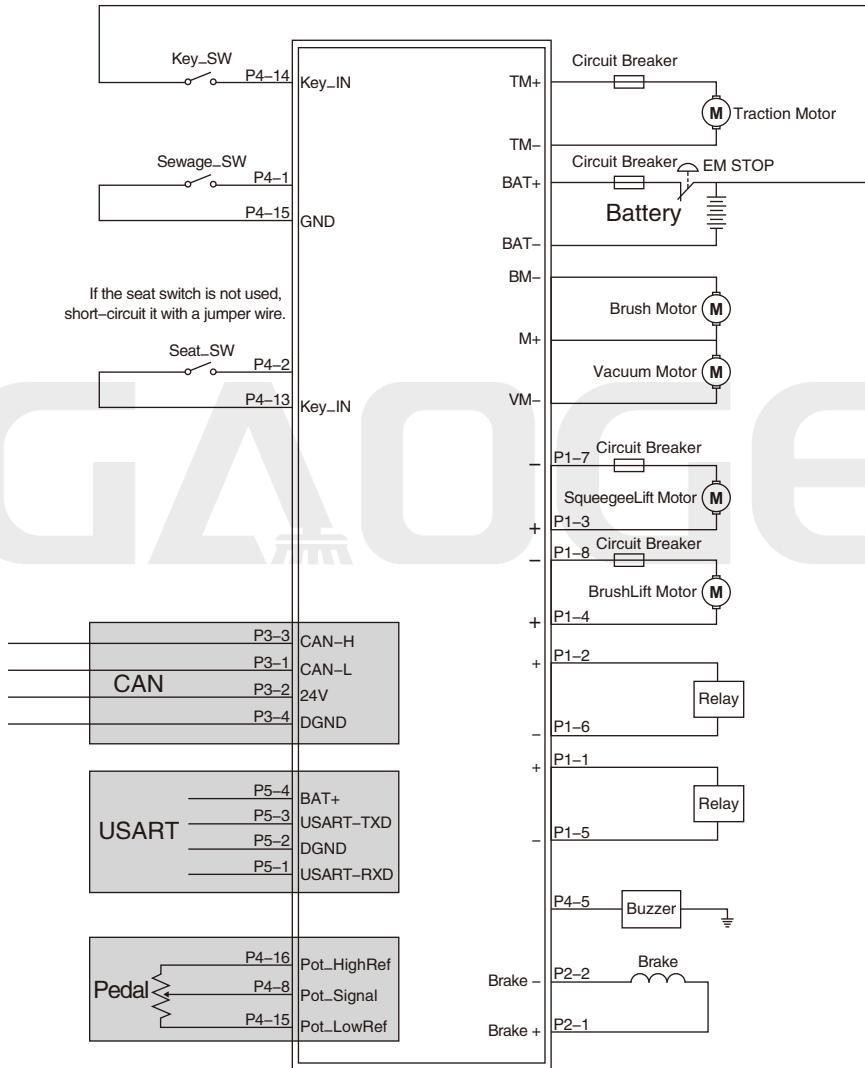 Key_SW
P4-14
Key_IN
Sewage_SW
P4-1
P4-15
GND
If the seat switch is not used,
short-circuit it with a jumper wire.
Seat_SW
P4-2
P4-13
Key_IN
CAN
P3-3
CAN-H
P3-1
CAN-L
P3-2
24V
P3-4
DGND
USART
P5-4
BAT+
P5-3
USART-TXD
P5-2
DGND
P5-1
USART-RXD
Pedal
P4-16
Pot_HighRef
P4-8
Pot_Signal
P4-15
Pot_LowRef
Circuit Breaker
TM+
M
Traction Motor
TM-
Circuit Breaker
EM STOP
BAT+
Battery
BAT-
BM-
Brush Motor
M
M+
Vacuum Motor
M
VM-
-
P1-7
Circuit Breaker
SqueegeeLift Motor
M
+
P1-3
-
P1-8
Circuit Breaker
BrushLift Motor
M
+
P1-4
+
P1-2
Relay
-
P1-6
+
P1-1
Relay
-
P1-5
P4-5
Buzzer
Brake
Brake -
P2-2
Brake +
P2-1
GAOGE